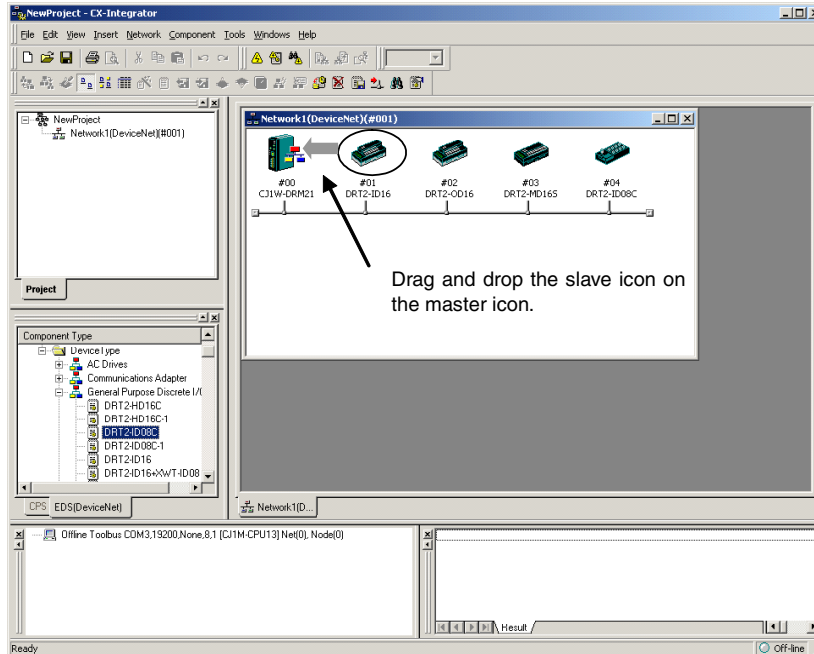 NewProject - CX-Integrator
File Edit View Insert Network Component Tools Windows Help
NewProject
Network1(DeviceNet)(#001)
Project
Network1(DeviceNet)(#001)
#00 #01 #02 #03 #04
CJ1W-DRM21 DRT2-ID16 DRT2-OD16 DRT2-MD16S DRT2-ID08C
Drag and drop the slave icon on
the master icon.
Component Type
DeviceType
AC Drives
Communications Adapter
General Purpose Discrete I/(
DRT2-HD16C
DRT2-HD16C-1
DRT2-ID08C
DRT2-ID08C-1
DRT2-ID16
DRT2-ID16+XWT-ID08
CPS EDS(DeviceNet)
Network1(D...
Offline Toolbus COM3,19200,None,8,1 [CJ1M-CPU13] Net(0), Node(0)
Result
Ready
Off-line